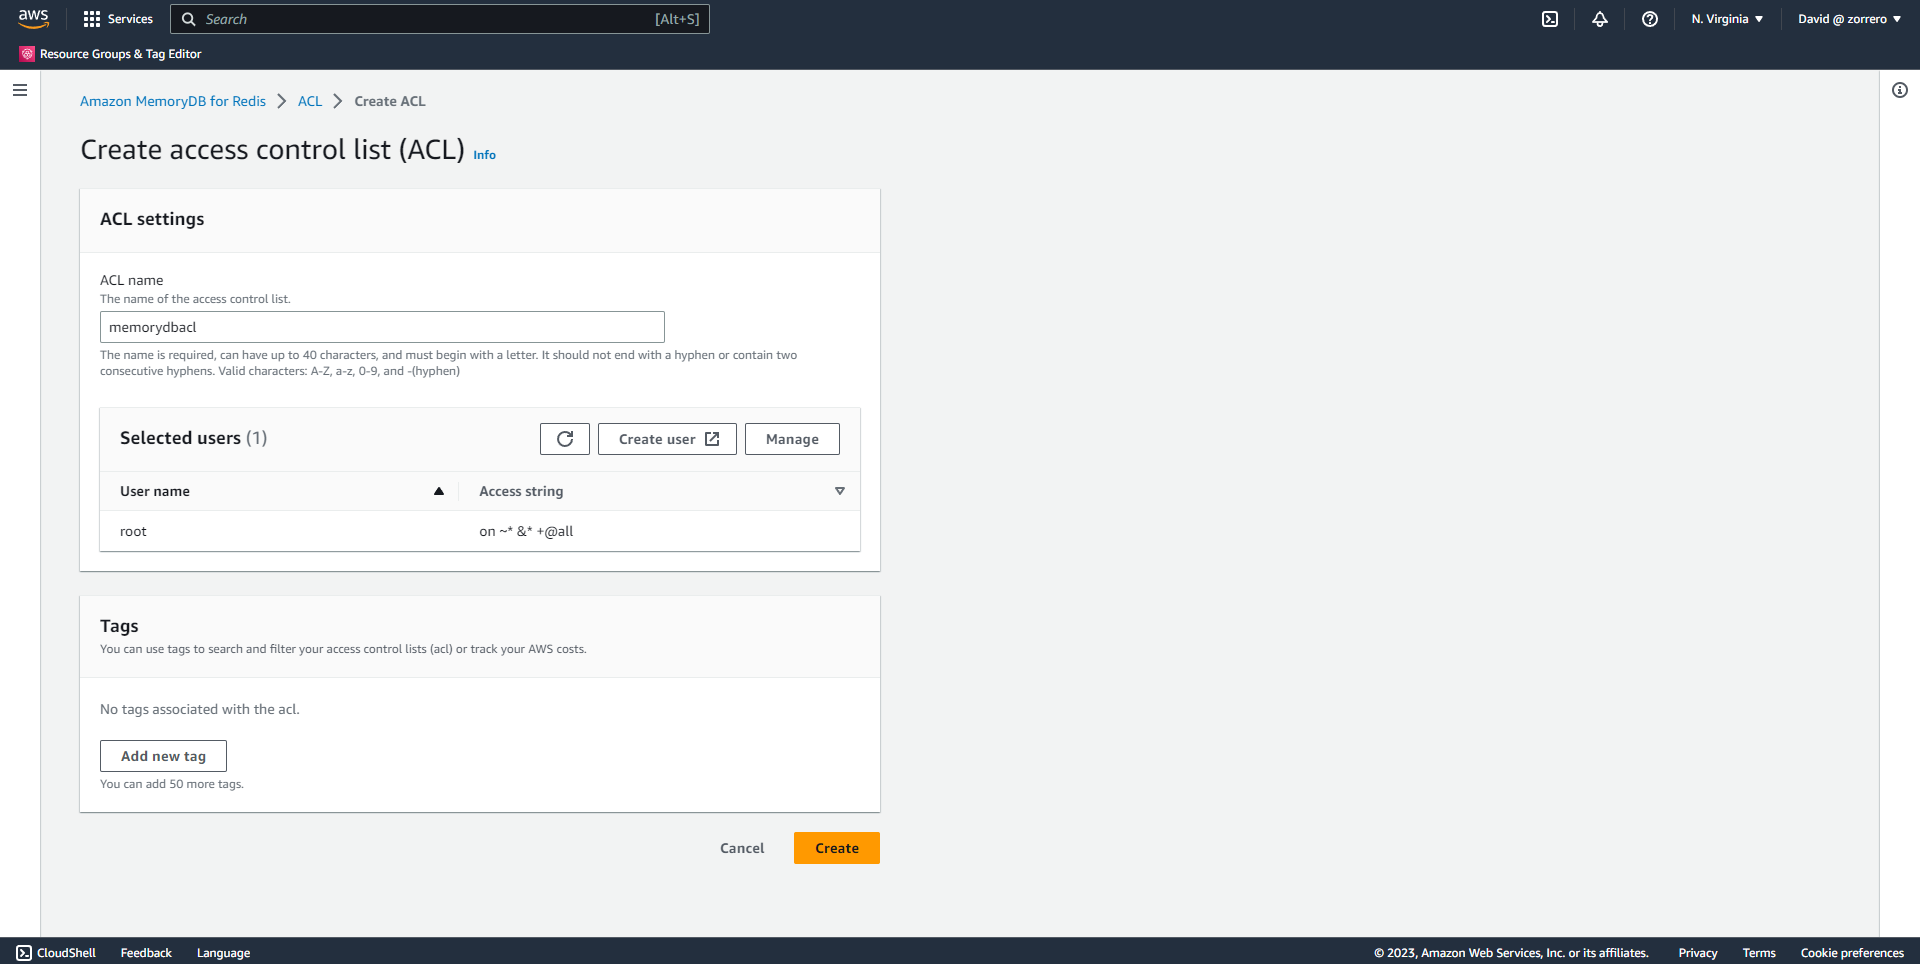 aws Services Search [Alt+S] N. Virginia David @ zorrero
Resource Groups & Tag Editor
Amazon MemoryDB for Redis ACL Create ACL
Create access control list (ACL) Info
ACL settings
ACL name
The name of the access control list.
memorydbacl
The name is required, can have up to 40 characters, and must begin with a letter. It should not end with a hyphen or contain two
consecutive hyphens. Valid characters: A-Z, a-z, 0-9, and -(hyphen)
Selected users (1) Create user Manage
User name Access string
root on ~* &* +@all
Tags
You can use tags to search and filter your access control lists (acl) or track your AWS costs.
No tags associated with the acl.
Add new tag
You can add 50 more tags.
Cancel Create
CloudShell Feedback Language © 2023, Amazon Web Services, Inc. or its affiliates. Privacy Terms Cookie preferences